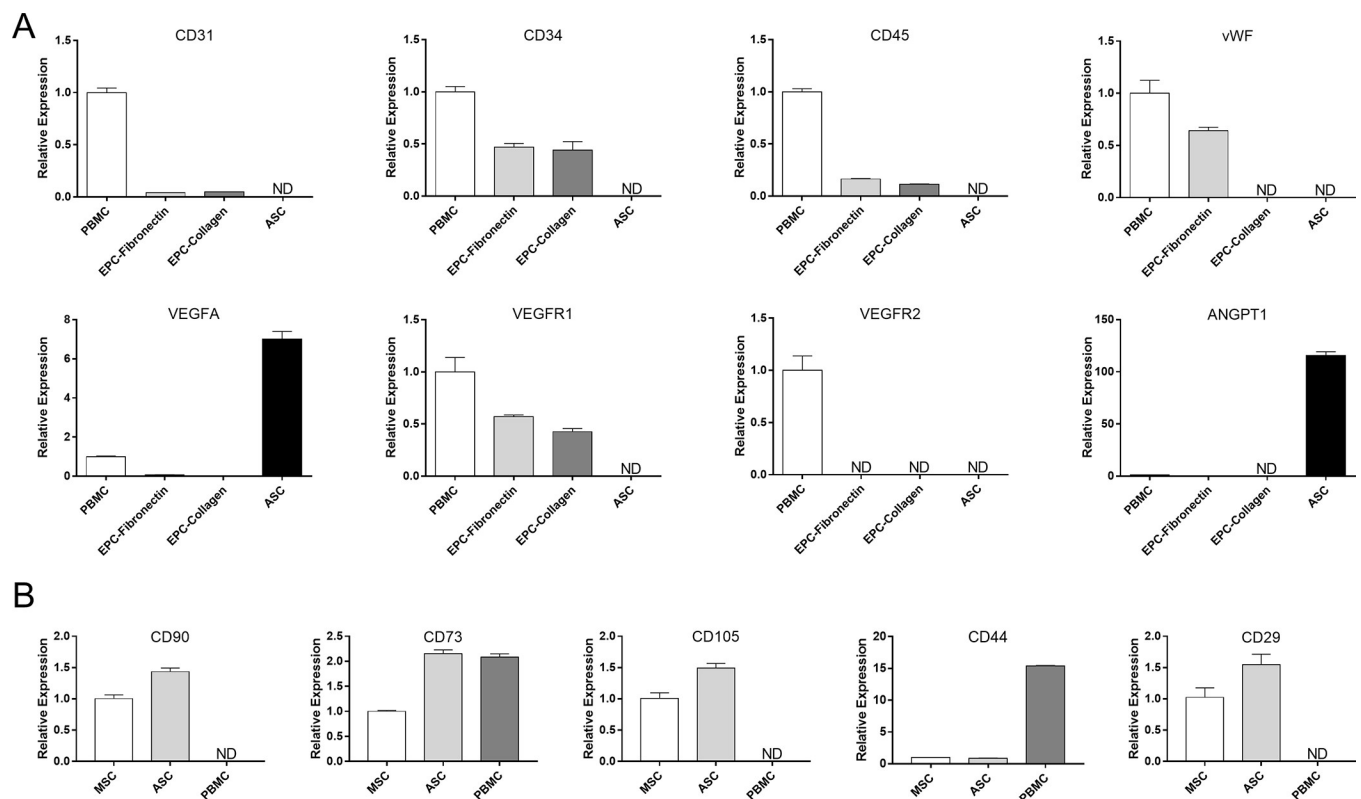 A
CD31
Relative Expression
1.5
1.0
0.5
0.0
ND
PBMC
EPC-Fibronectin
EPC-Collagen
ASC
CD34
Relative Expression
1.5
1.0
0.5
0.0
ND
PBMC
EPC-Fibronectin
EPC-Collagen
ASC
CD45
Relative Expression
1.5
1.0
0.5
0.0
ND
PBMC
EPC-Fibronectin
EPC-Collagen
ASC
vWF
Relative Expression
1.5
1.0
0.5
0.0
ND
ND
PBMC
EPC-Fibronectin
EPC-Collagen
ASC
VEGFA
Relative Expression
8
6
4
2
0
PBMC
EPC-Fibronectin
EPC-Collagen
ASC
VEGFR1
Relative Expression
1.5
1.0
0.5
0.0
ND
PBMC
EPC-Fibronectin
EPC-Collagen
ASC
VEGFR2
Relative Expression
1.5
1.0
0.5
0.0
ND
ND
ND
PBMC
EPC-Fibronectin
EPC-Collagen
ASC
ANGPT1
Relative Expression
150
100
50
0
ND
PBMC
EPC-Fibronectin
EPC-Collagen
ASC
B
CD90
Relative Expression
2.0
1.5
1.0
0.5
0.0
ND
MSC
ASC
PBMC
CD73
Relative Expression
2.5
2.0
1.5
1.0
0.5
0.0
MSC
ASC
PBMC
CD105
Relative Expression
2.0
1.5
1.0
0.5
0.0
ND
MSC
ASC
PBMC
CD44
Relative Expression
20
15
10
5
0
MSC
ASC
PBMC
CD29
Relative Expression
2.0
1.5
1.0
0.5
0.0
ND
MSC
ASC
PBMC